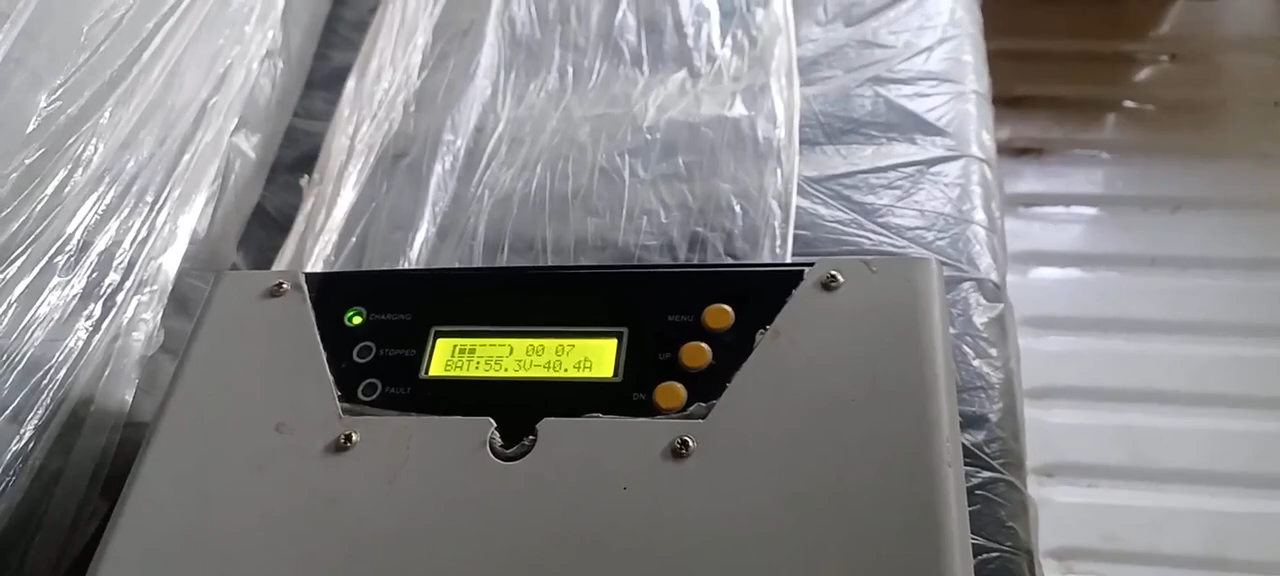 CHARGING
STOPPED
FAULT
00:07
BAT:55.3V-40.4A
MENU
UP
DN